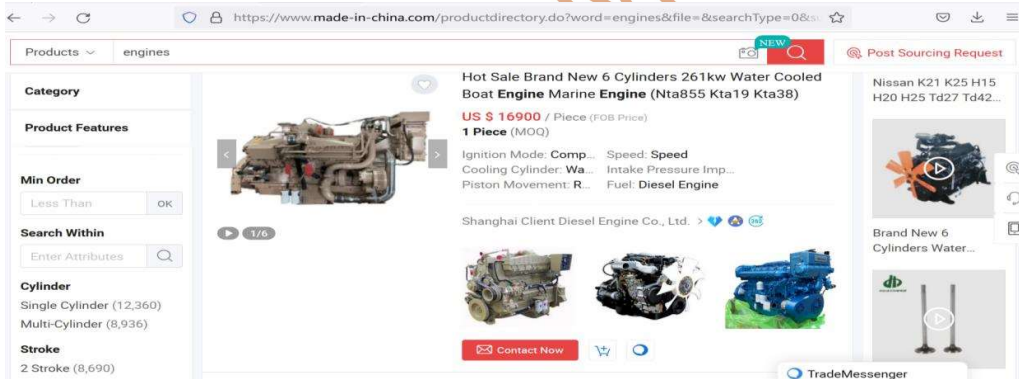 https://www.made-in-china.com/productdirectory.do?word=engines&file=&searchType=0&su
Products
engines
NEW
Post Sourcing Request
Category
Product Features
Min Order
Less Than
OK
Search Within
Enter Attributes
Cylinder
Single Cylinder (12,360)
Multi-Cylinder (8,936)
Stroke
2 Stroke (8,690)
1/6
Hot Sale Brand New 6 Cylinders 261kw Water Cooled
Boat Engine Marine Engine (Nta855 Kta19 Kta38)
US $ 16900 / Piece (FOB Price)
1 Piece (MOQ)
Ignition Mode: Comp... Speed: Speed
Cooling Cylinder: Wa... Intake Pressure Imp...
Piston Movement: R... Fuel: Diesel Engine
Shanghai Client Diesel Engine Co., Ltd. >
Contact Now
Nissan K21 K25 H15
H20 H25 Td27 Td42...
Brand New 6
Cylinders Water...
db
TradeMessenger